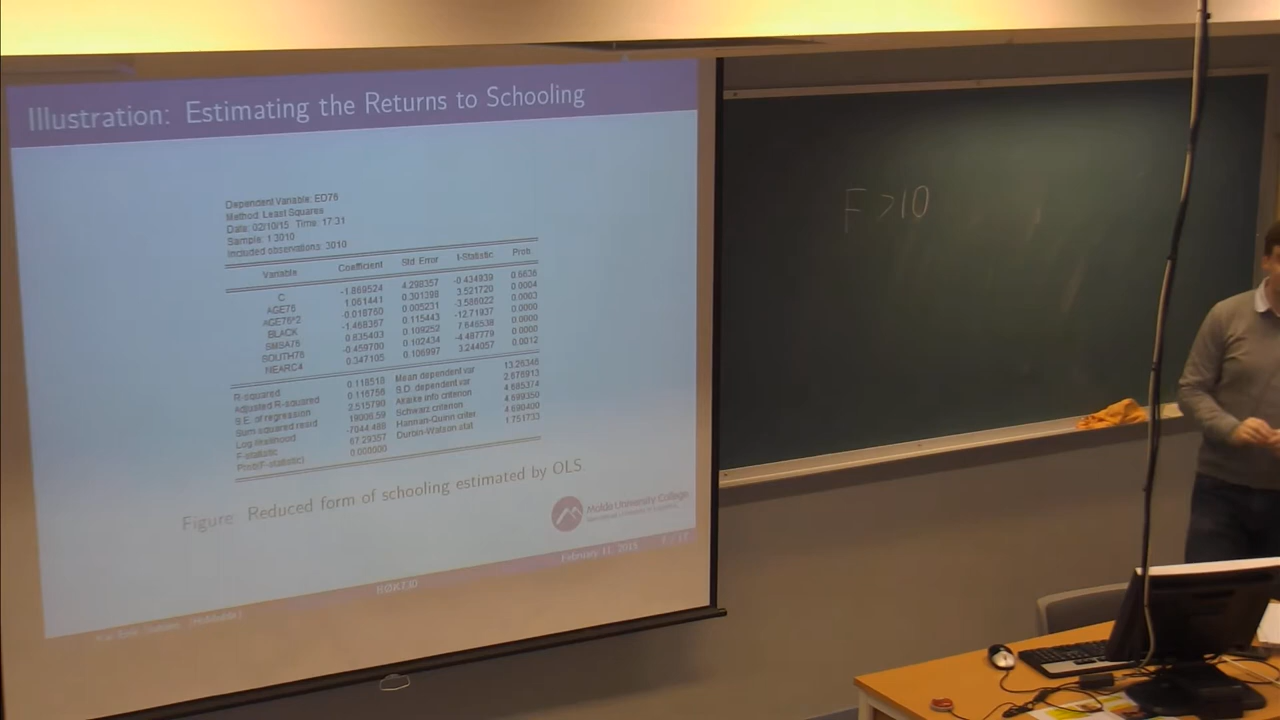 Illustration: Estimating the Returns to Schooling
Dependent Variable: ED76
Method: Least Squares
Date: 02/10/15 Time: 17:31
Sample: 1 3010
Included observations: 3010
Variable Coefficient Std. Error t-Statistic Prob.
C -1.869524 4.298357 -0.434939 0.6636
AGE76 1.061441 0.301398 3.521720 0.0004
AGE76^2 -0.018760 0.005231 -3.586022 0.0003
BLACK -1.468367 0.115443 -12.71937 0.0000
SMSA76 0.835403 0.109252 7.646538 0.0000
SOUTH76 -0.459700 0.102434 -4.487779 0.0000
NEARC4 0.347105 0.106997 3.244057 0.0012
R-squared 0.118518 Mean dependent var 13.26346
Adjusted R-squared 0.116756 S.D. dependent var 2.676913
S.E. of regression 2.515790 Akaike info criterion 4.685374
Sum squared resid 19006.59 Schwarz criterion 4.699350
Log likelihood -7044.488 Hannan-Quinn criter. 4.690400
F-statistic 67.29357 Durbin-Watson stat 1.751733
Prob(F-statistic) 0.000000
Figure: Reduced form of schooling estimated by OLS
Molde University College
BØK730
February 11, 2015
F >10